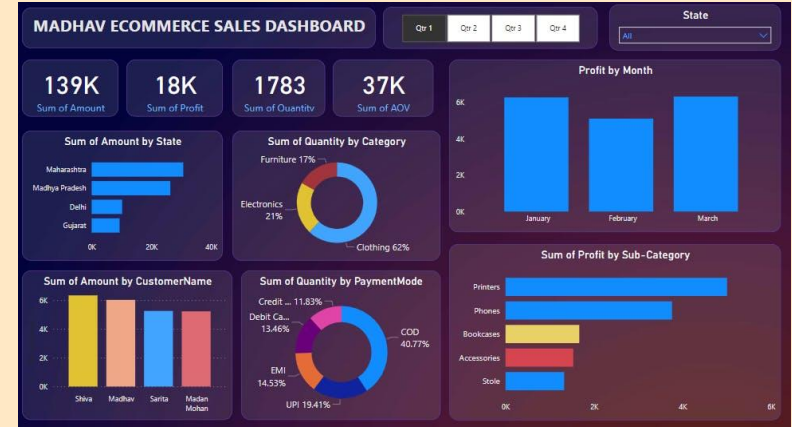 MADHAV ECOMMERCE SALES DASHBOARD
Qtr 1 Qtr 2 Qtr 3 Qtr 4
State
All
139K
Sum of Amount
18K
Sum of Profit
1783
Sum of Quantity
37K
Sum of AOV
Profit by Month
6K
4K
2K
0K
January February March
Sum of Amount by State
Maharashtra
Madhya Pradesh
Delhi
Gujarat
0K 20K 40K
Sum of Quantity by Category
Furniture 17%
Electronics
21%
Clothing 62%
Sum of Profit by Sub-Category
Printers
Phones
Bookcases
Accessories
Stole
0K 2K 4K 6K
Sum of Amount by CustomerName
6K
4K
2K
0K
Shiva Madhav Sarita Madan
Mohan
Sum of Quantity by PaymentMode
Credit ... 11.83%
Debit Ca...
13.46%
EMI
14.53%
UPI 19.41%
COD
40.77%